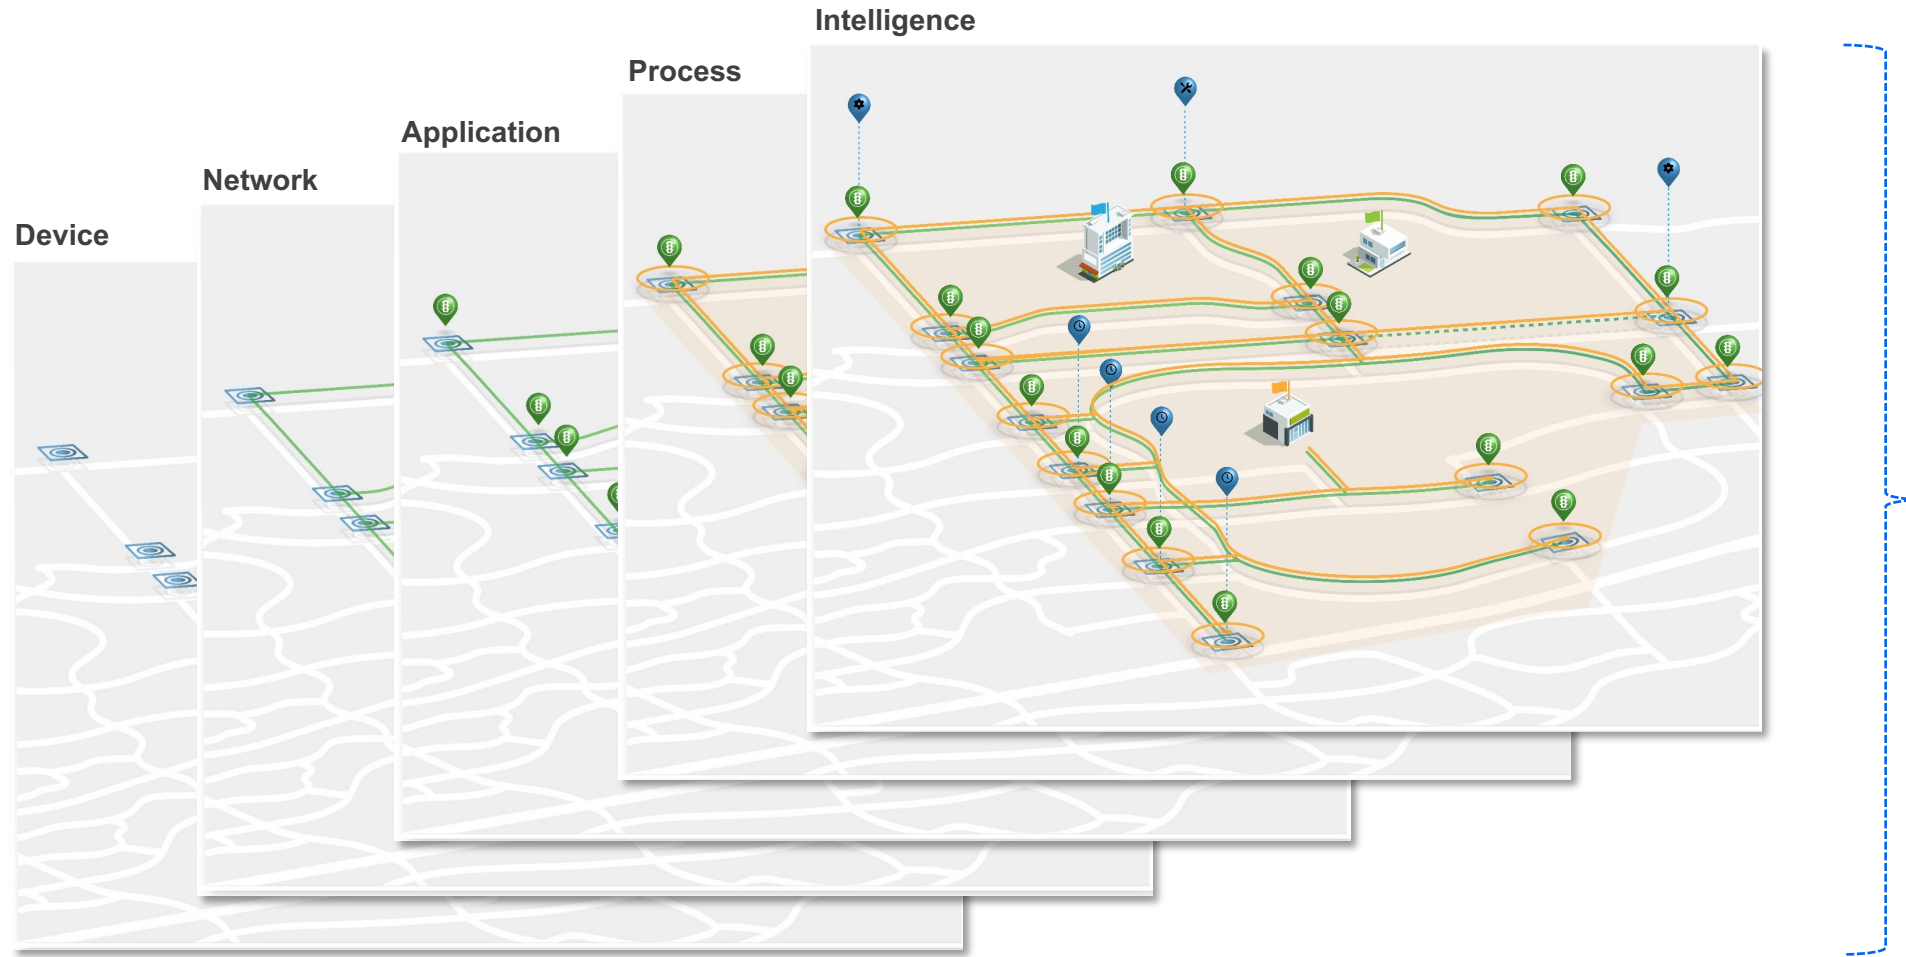 Intelligence
Process
Application
Network
Device